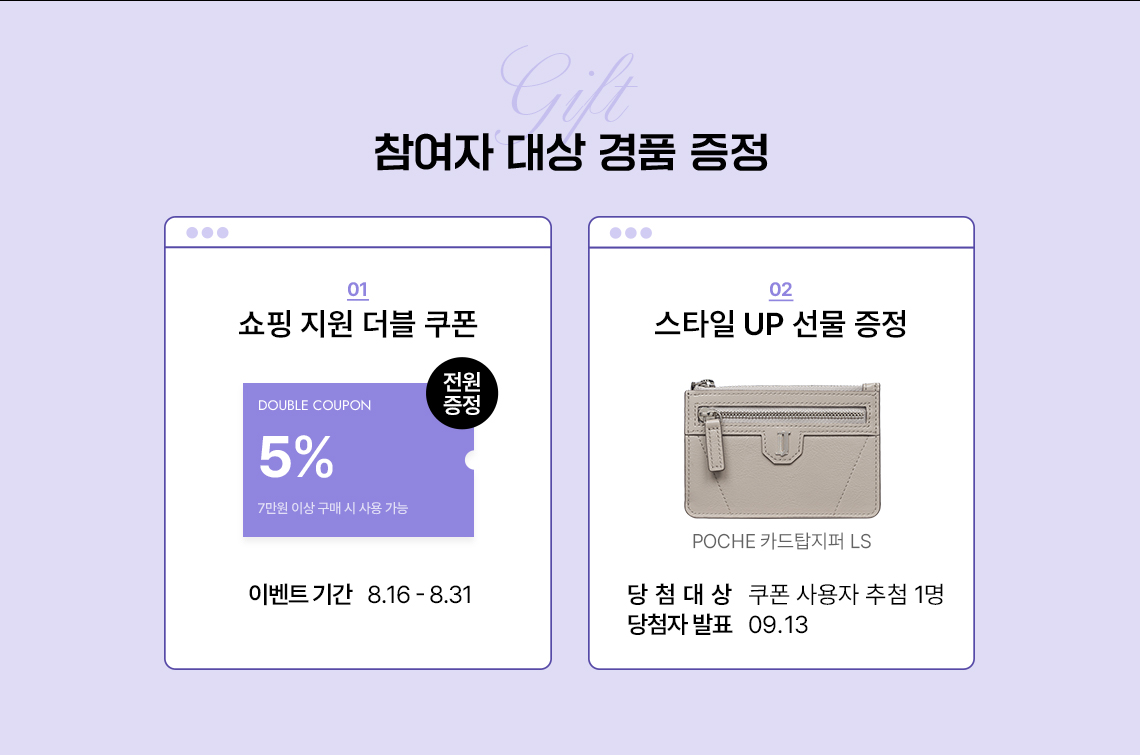 Gift
참여자 대상 경품 증정
01
쇼핑 지원 더블 쿠폰
전원
증정
DOUBLE COUPON
5%
7만원 이상 구매 시 사용 가능
이벤트 기간 8.16 - 8.31
02
스타일 UP 선물 증정
POCHE 카드탑지퍼 LS
당 첨 대 상 쿠폰 사용자 추첨 1명
당첨자 발표 09.13